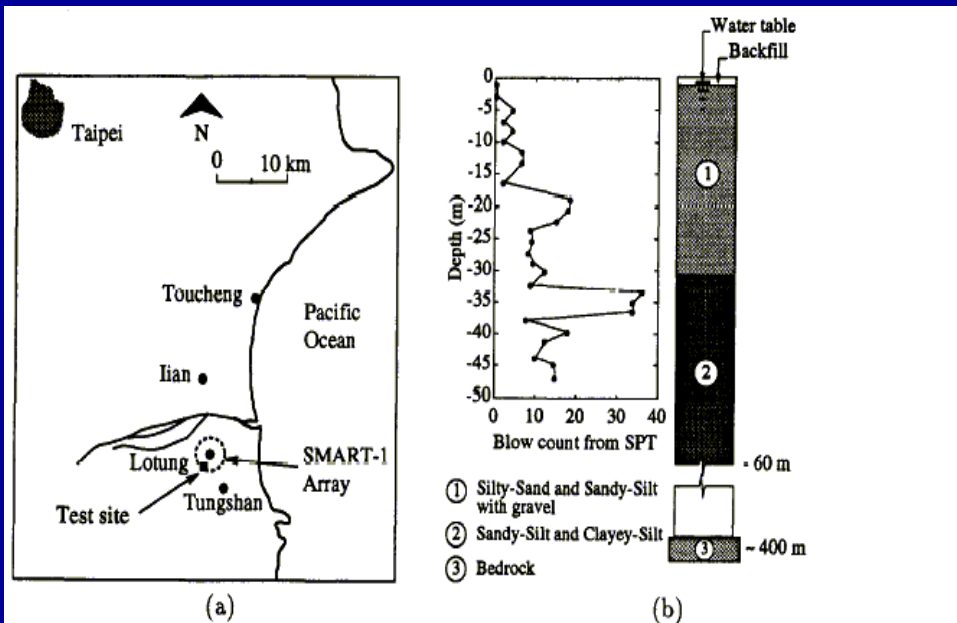 Taipei
N
0 10 km
Toucheng
Pacific
Ocean
Ilan
Lotung
SMART-1
Array
Test site
Tungshan
(a)
Water table
Backfill
0
-5
-10
-15
-20
-25
-30
-35
-40
-45
-50
Depth (m)
0 10 20 30 40
Blow count from SPT
1
2
- 60 m
3
~ 400 m
1 Silty-Sand and Sandy-Silt
with gravel
2 Sandy-Silt and Clayey-Silt
3 Bedrock
(b)